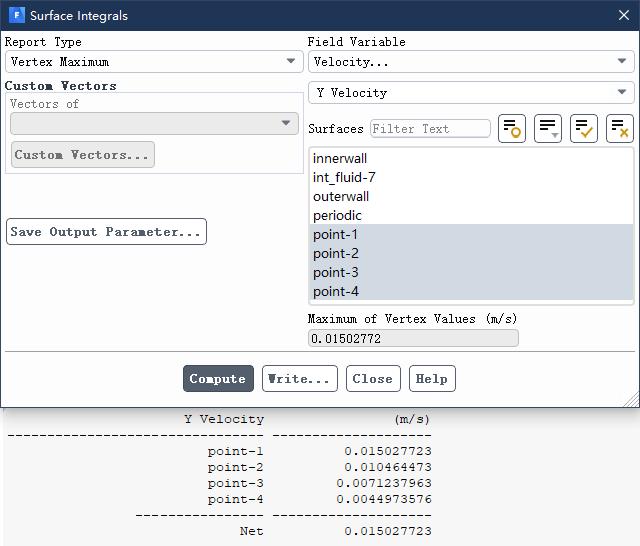 F Surface Integrals
Report Type
Vertex Maximum
Custom Vectors
Vectors of
Custom Vectors...
Save Output Parameter...
Field Variable
Velocity...
Y Velocity
Surfaces Filter Text
innerwall
int_fluid-7
outerwall
periodic
point-1
point-2
point-3
point-4
Maximum of Vertex Values (m/s)
0.01502772
Compute Write... Close Help
Y Velocity (m/s)
-------------------------------- --------------------
point-1 0.015027723
point-2 0.010464473
point-3 0.0071237963
point-4 0.0044973576
---------------- --------------------
Net 0.015027723